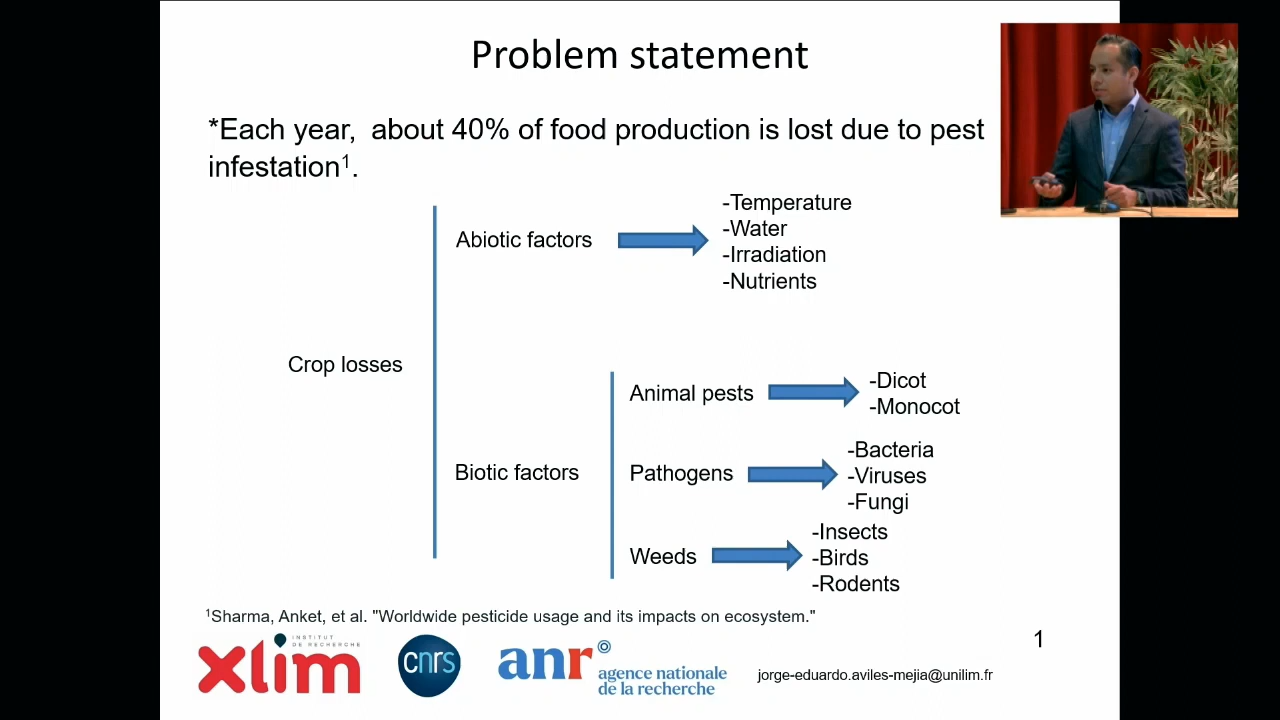 Problem statement
*Each year,  about 40% of food production is lost due to pest
infestation¹.
Abiotic factors
-Temperature
-Water
-Irradiation
-Nutrients
Crop losses
Biotic factors
Animal pests
-Dicot
-Monocot
Pathogens
-Bacteria
-Viruses
-Fungi
Weeds
-Insects
-Birds
-Rodents
¹Sharma, Anket, et al. "Worldwide pesticide usage and its impacts on ecosystem."
INSTITUT
DE RECHERCHE
xlim
cnrs
anr
agence nationale
de la recherche
jorge-eduardo.aviles-mejia@unilim.fr
1